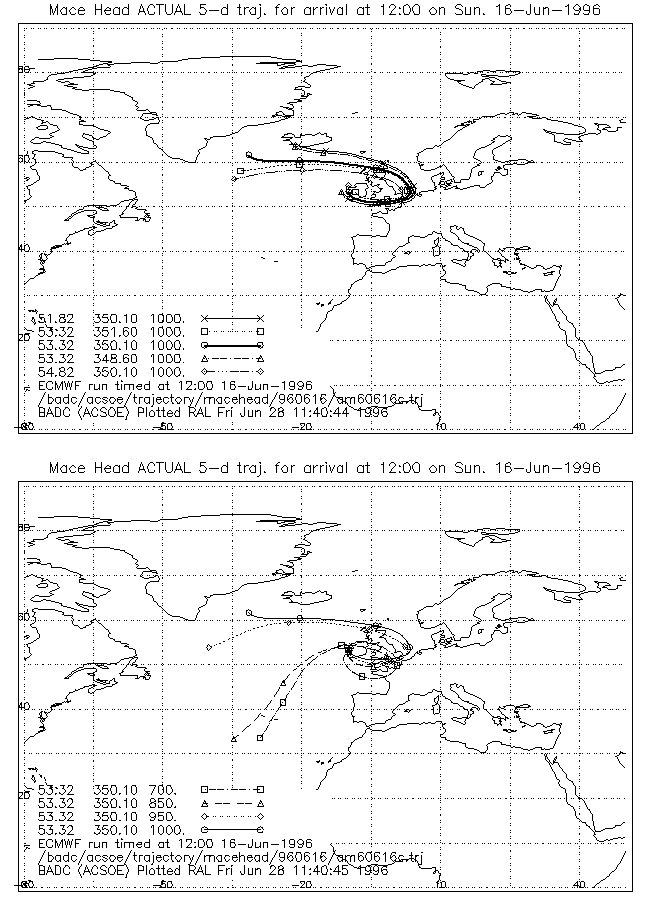 Mace Head ACTUAL 5-d traj. for arrival at 12:00 on Sun. 16-Jun-1996
80
60
40
20
51.82 350.10 1000.
53.32 351.60 1000.
53.32 350.10 1000.
53.32 348.60 1000.
54.82 350.10 1000.
ECMWF run timed at 12:00 16-Jun-1996
/badc/acsoe/trajectory/macehead/960616/am60616c.trj
BADC (ACSOE) Plotted RAL Fri Jun 28 11:40:44 1996
-80 -50 -20 10 40
Mace Head ACTUAL 5-d traj. for arrival at 12:00 on Sun. 16-Jun-1996
80
60
40
20
53.32 350.10 700.
53.32 350.10 850.
53.32 350.10 950.
53.32 350.10 1000.
ECMWF run timed at 12:00 16-Jun-1996
/badc/acsoe/trajectory/macehead/960616/am60616c.trj
BADC (ACSOE) Plotted RAL Fri Jun 28 11:40:45 1996
-80 -50 -20 10 40